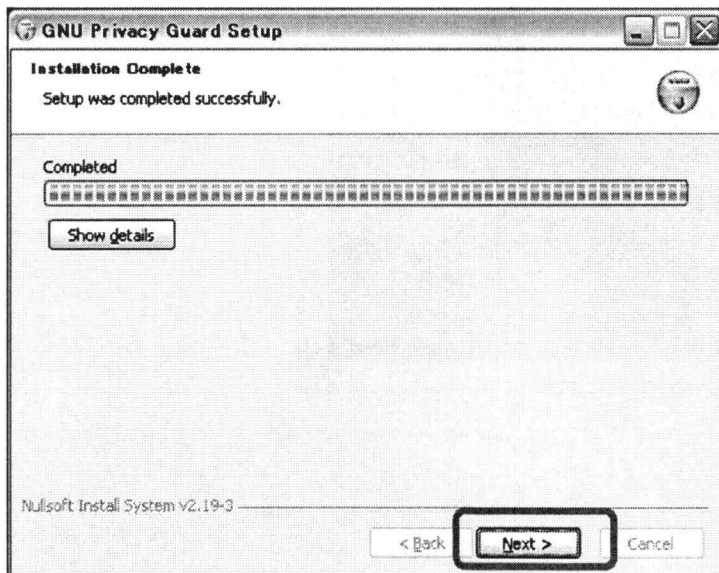 GNU Privacy Guard Setup
Installation Complete
Setup was completed successfully.
Completed
Show details
Nullsoft Install System v2.19-3
< Back
Next >
Cancel